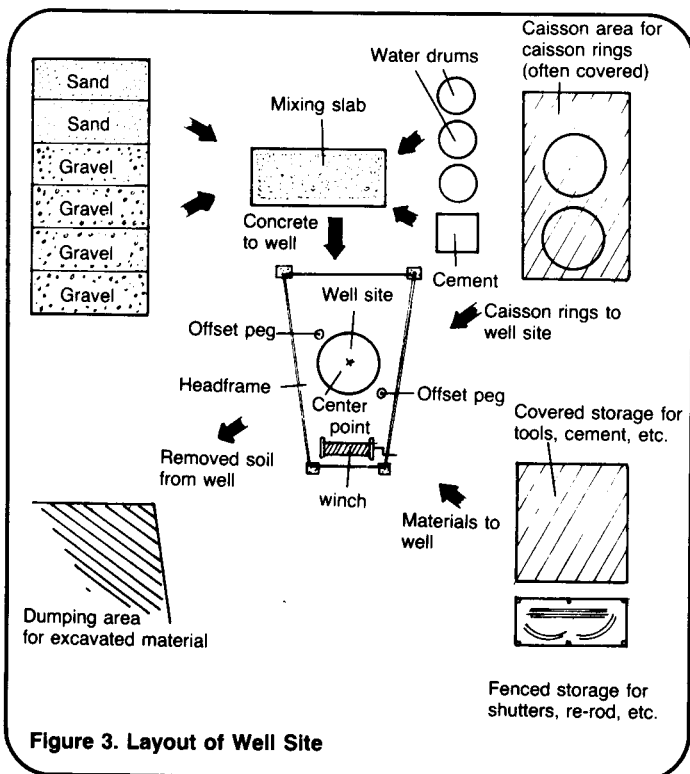 Sand
Sand
Gravel
Gravel
Gravel
Gravel
Mixing slab
Water drums
Caisson area for
caisson rings
(often covered)
Concrete
to well
Cement
Well site
Offset peg
Headframe
Center
point
Offset peg
Caisson rings to
well site
Removed soil
from well
winch
Materials to
well
Covered storage for
tools, cement, etc.
Dumping area
for excavated material
Fenced storage for
shutters, re-rod, etc.
Figure 3. Layout of Well Site